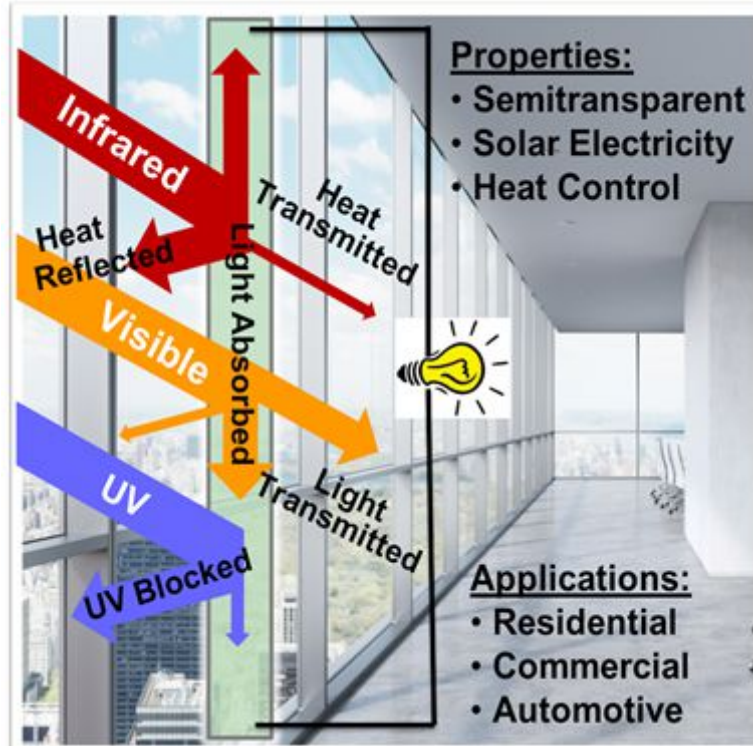 Properties:
• Semitransparent
• Solar Electricity
• Heat Control
Infrared
Heat
Transmitted
Heat
Reflected
Light Absorbed
Visible
Light
Transmitted
UV
UV Blocked
Applications:
• Residential
• Commercial
• Automotive